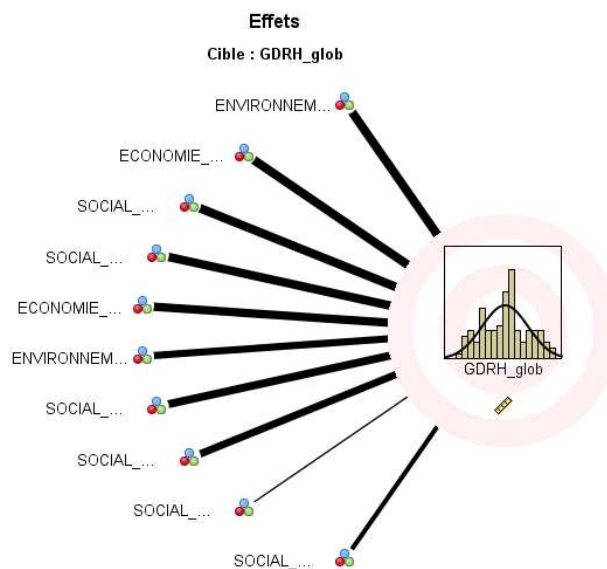 Effets
Cible : GDRH_glob
ENVIRONNEM...
ECONOMIE_...
SOCIAL_...
SOCIAL_...
ECONOMIE_...
ENVIRONNEM...
SOCIAL_...
SOCIAL_...
SOCIAL_...
SOCIAL_...
GDRH_glob